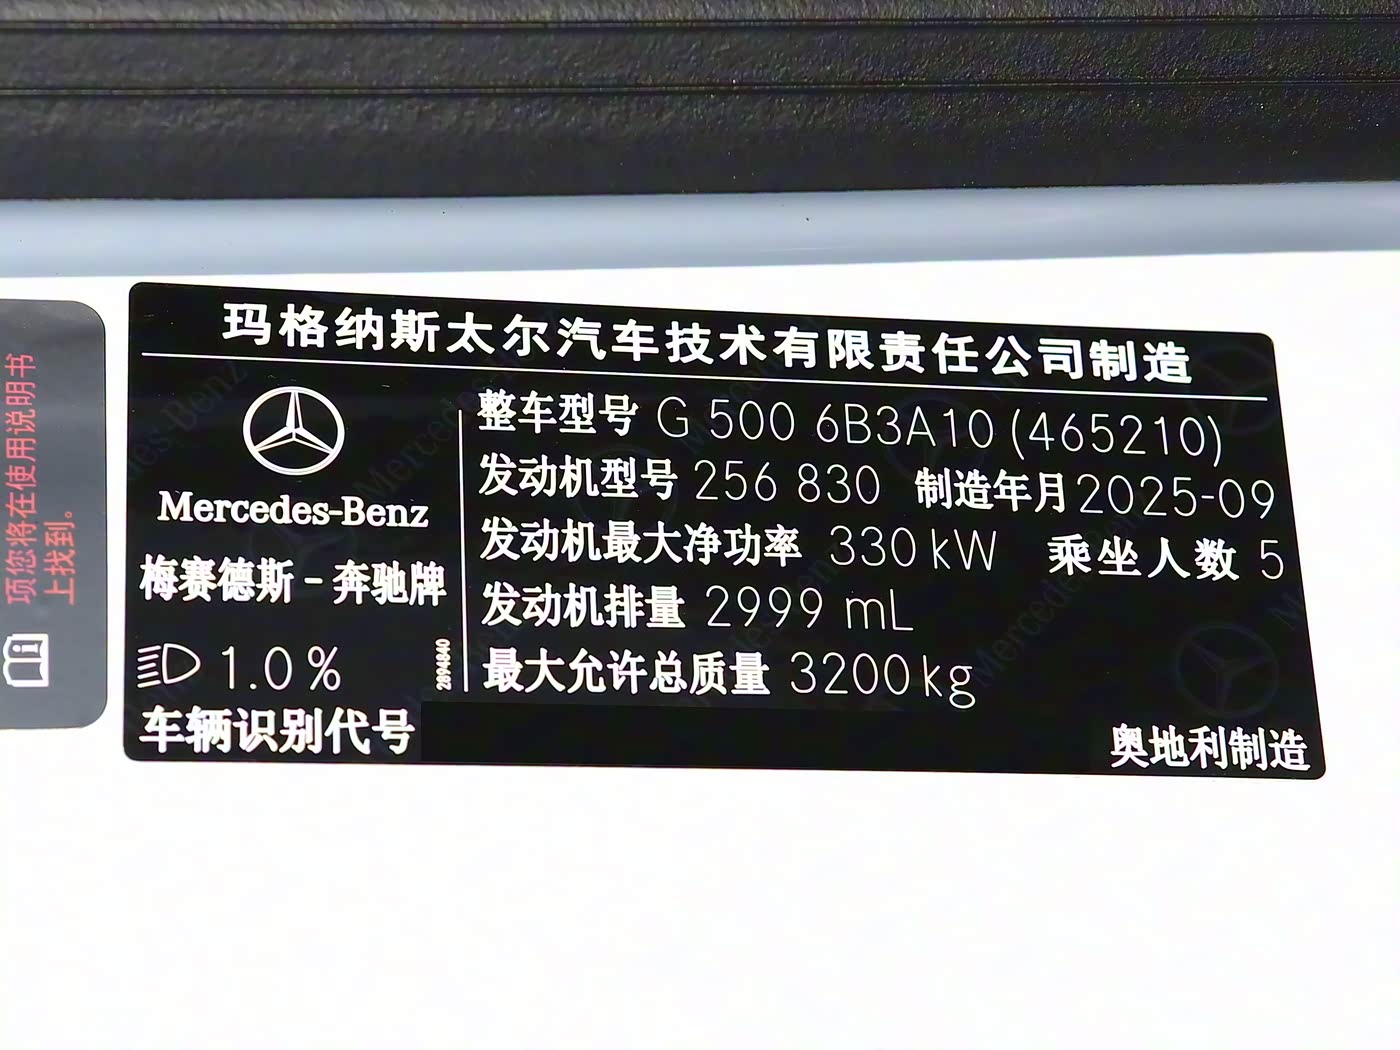 玛格纳斯太尔汽车技术有限责任公司制造
Mercedes-Benz
梅赛德斯-奔驰牌
1.0%
2894840
整车型号 G 500 6B3A10 (465210)
发动机型号 256 830 制造年月 2025-09
发动机最大净功率 330 kW 乘坐人数 5
发动机排量 2999 mL
最大允许总质量 3200 kg
车辆识别代号
奥地利制造
项您将在使用说明书
上找到。